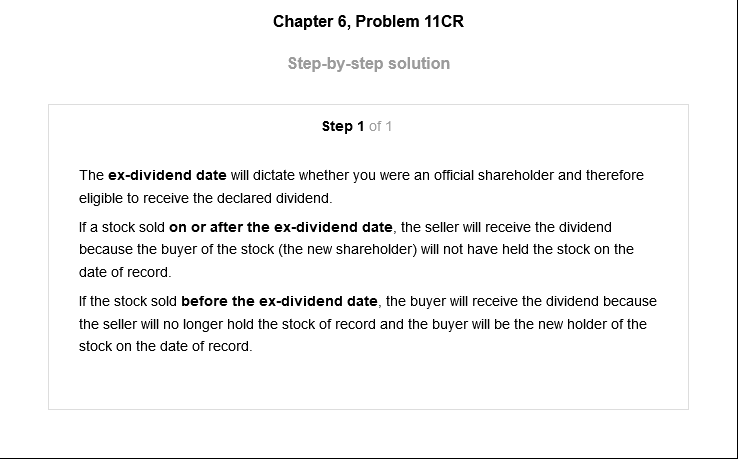 Chapter 6, Problem 11CR
Step-by-step solution
Step 1 of 1
The ex-dividend date will dictate whether you were an official shareholder and therefore
eligible to receive the declared dividend.
If a stock sold on or after the ex-dividend date, the seller will receive the dividend
because the buyer of the stock (the new shareholder) will not have held the stock on the
date of record.
If the stock sold before the ex-dividend date, the buyer will receive the dividend because
the seller will no longer hold the stock of record and the buyer will be the new holder of the
stock on the date of record.